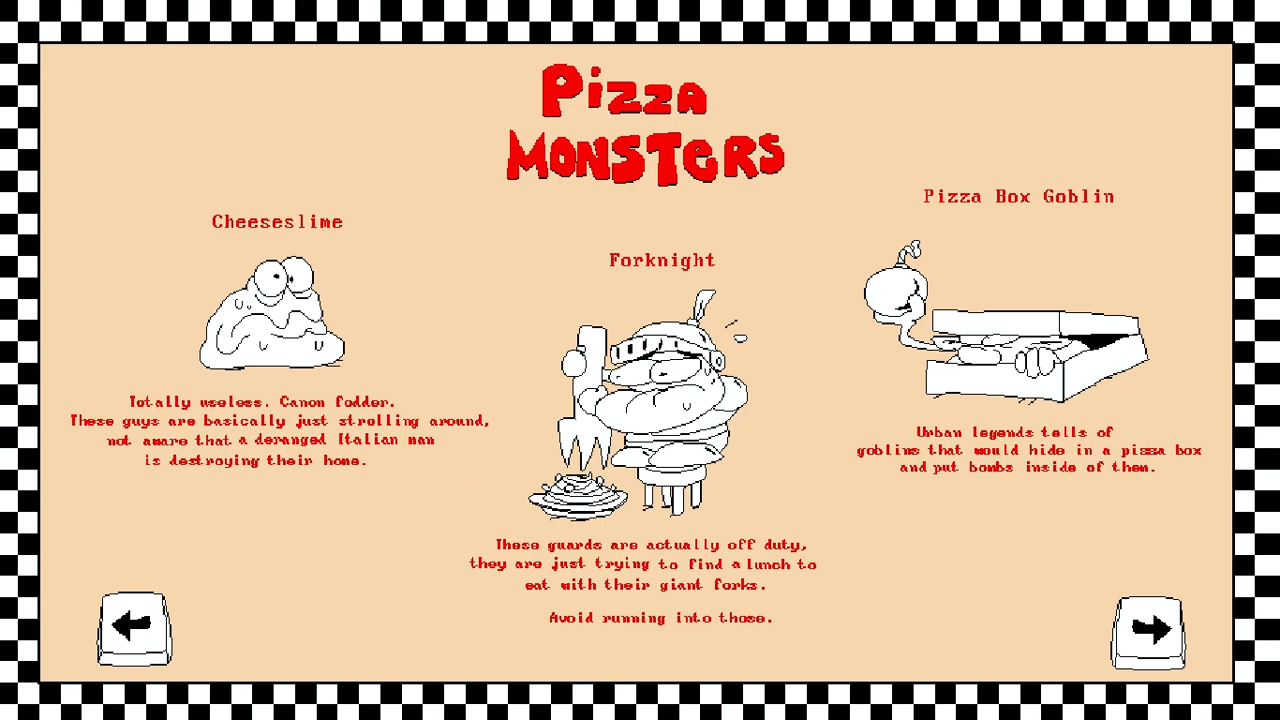 Pizza
MONSTERS
Cheeseslime
Totally useless. Canon fodder.
These guys are basically just strolling around,
not aware that a deranged Italian man
is destroying their home.
Forknight
These guards are actually off duty,
they are just trying to find a lunch to
eat with their giant forks.
Avoid running into those.
Pizza Box Goblin
Urban legends tells of
goblins that would hide in a pizza box
and put bombs inside of them.